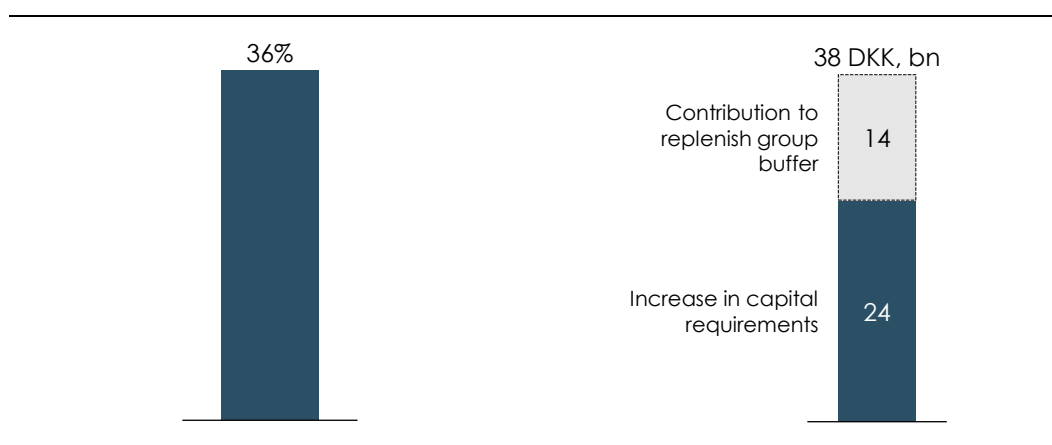 36%
38 DKK, bn
Contribution to
replenish group
buffer
14
Increase in capital
requirements
24